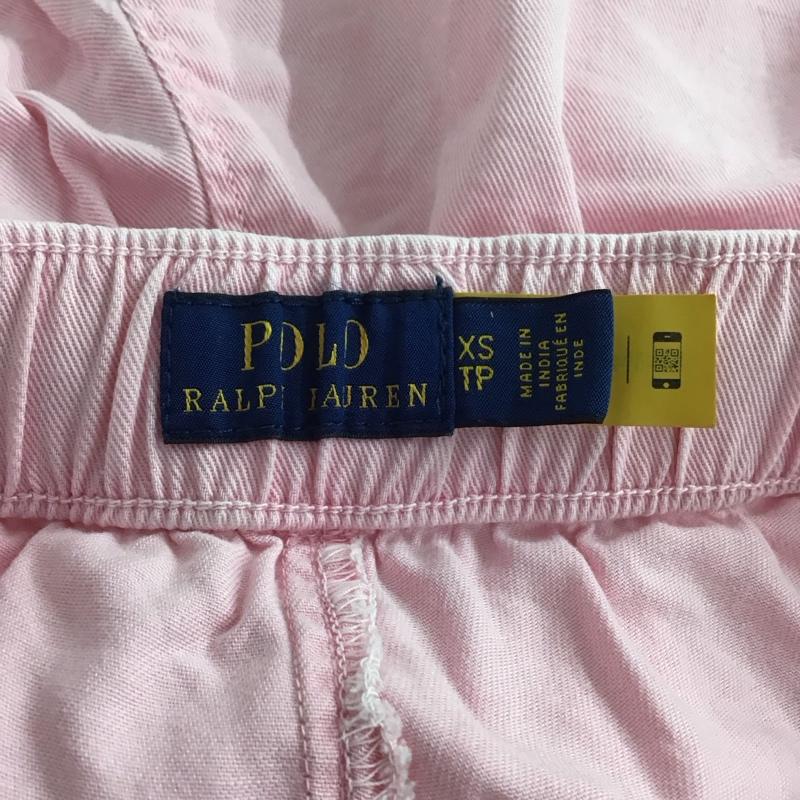 POLO
RALPH LAUREN
XS
TP
MADE IN
INDIA
FABRIQUÉ EN
INDE